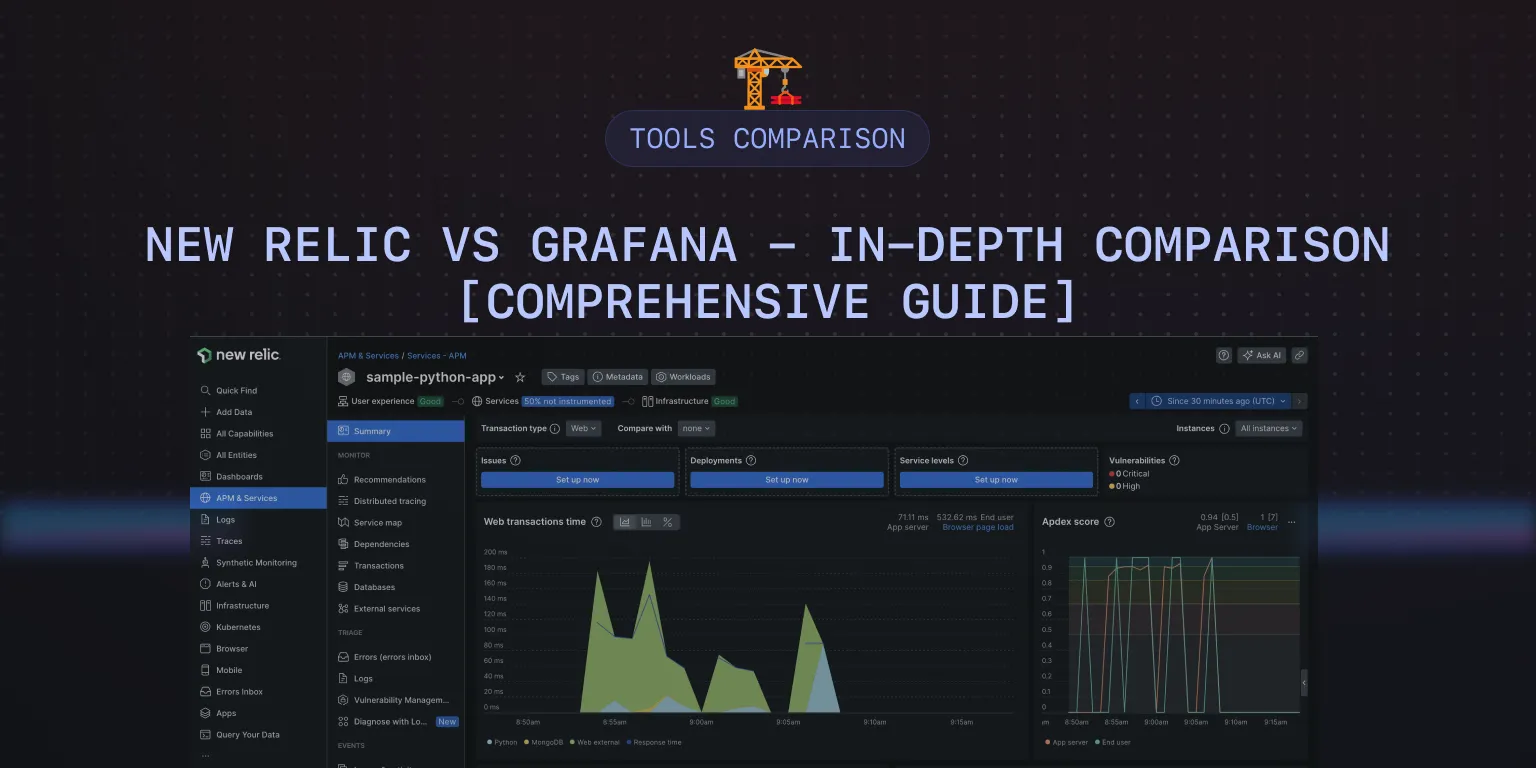 TOOLS COMPARISON
NEW RELIC VS GRAFANA – IN-DEPTH COMPARISON
[COMPREHENSIVE GUIDE]
new relic
Quick Find
Add Data
All Capabilities
All Entities
Dashboards
APM & Services
Logs
Traces
Synthetic Monitoring
Alerts & AI
Infrastructure
Kubernetes
Browser
Mobile
Errors Inbox
Apps
Query Your Data
...
APM & Services / Services - APM
Ask AI
sample-python-app
Tags
Metadata
Workloads
User experience Good
Services 50% not instrumented
Infrastructure Good
Since 30 minutes ago (UTC)
Summary
MONITOR
Recommendations
Distributed tracing
Service map
Dependencies
Transactions
Databases
External services
TRIAGE
Errors (errors inbox)
Logs
Vulnerability Managem...
Diagnose with Lo... New
EVENTS
Transaction type Web
Compare with none
Instances All instances
Issues
Set up now
Deployments
Set up now
Service levels
Set up now
Vulnerabilities
0 Critical
0 High
Web transactions time
71.11 ms 532.62 ms End user
App server Browser page load
200 ms
180 ms
160 ms
140 ms
120 ms
100 ms
80 ms
60 ms
40 ms
20 ms
0 ms
8:50am 8:55am 9:00am 9:05am 9:10am 9:15am
Python MongoDB Web external Response time
Apdex score
0.94 [0.5] 1 [7]
App Server Browser
...
1
0.9
0.8
0.7
0.6
0.5
0.4
0.3
0.2
0.1
0
am 8:50am 8:55am 9:00am 9:05am 9:10am 9:15am
App server End user